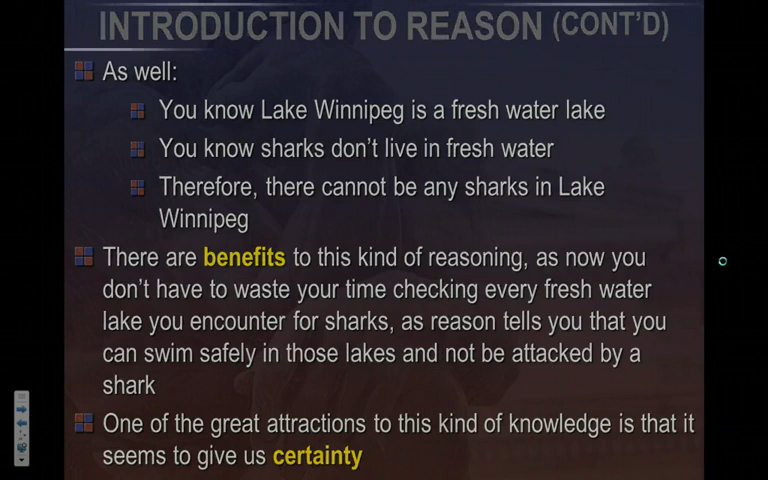 INTRODUCTION TO REASON (CONT'D)
As well:
You know Lake Winnipeg is a fresh water lake
You know sharks don't live in fresh water
Therefore, there cannot be any sharks in Lake
Winnipeg
There are benefits to this kind of reasoning, as now you
don't have to waste your time checking every fresh water
lake you encounter for sharks, as reason tells you that you
can swim safely in those lakes and not be attacked by a
shark
One of the great attractions to this kind of knowledge is that it
seems to give us certainty